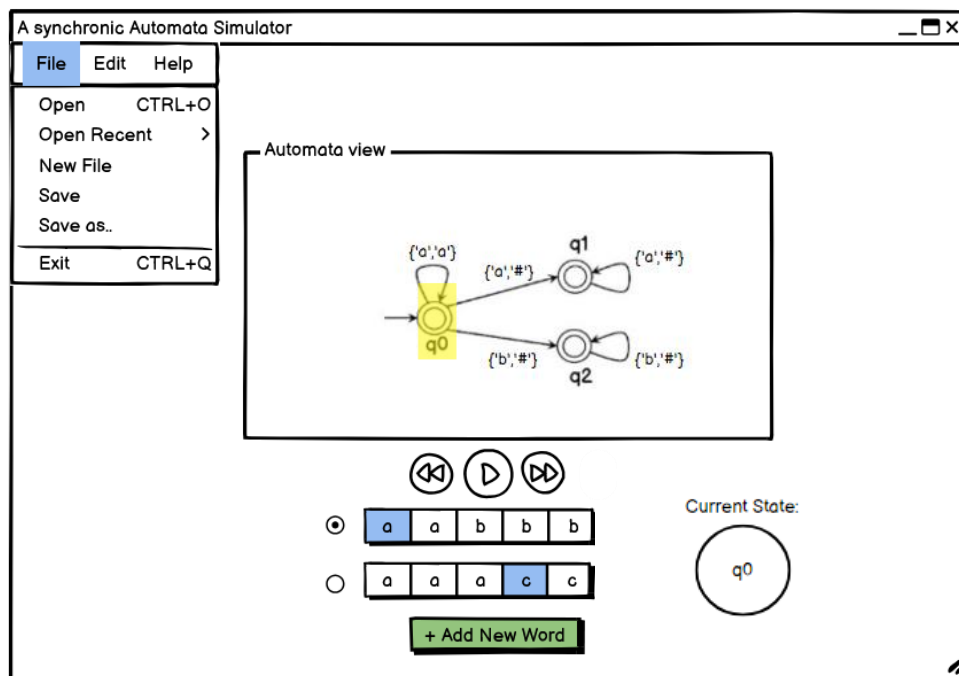 A synchronic Automata Simulator
File Edit Help
Open CTRL+O
Open Recent >
New File
Save
Save as..
Exit CTRL+Q
Automata view
{'a','a'}
q0
{'a','#'}
q1
{'a','#'}
{'b','#'}
q2
{'b','#'}
a a b b b
a a a c c
+ Add New Word
Current State:
q0